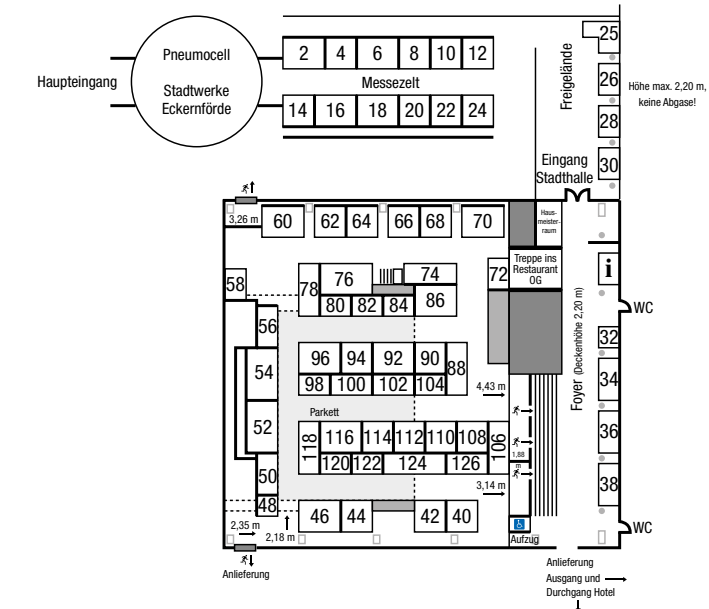 25
Pneumocell
2 4 6 8 10 12
Haupteingang
Messezelt
Freigelände
26
Höhe max. 2,20 m,
keine Abgase!
Stadtwerke
Eckernförde
14 16 18 20 22 24
28
Eingang
Stadthalle
30
3,26 m
60 62 64 66 68 70
Haus-
meister-
raum
Treppe ins
Restaurant
OG
i
58
78 76 74 72
80 82 84 86
WC
56
Foyer (Deckenhöhe 2,20 m)
32
54
96 94 92 90 88
98 100 102 104
4,43 m
34
52
Parkett
118 116 114 112 110 108 106
36
1,88
m
120 122 124 126
50
3,14 m
38
48
46 44 42 40
2,35 m
2,18 m
Aufzug
WC
Anlieferung
Anlieferung
Ausgang und
Durchgang Hotel